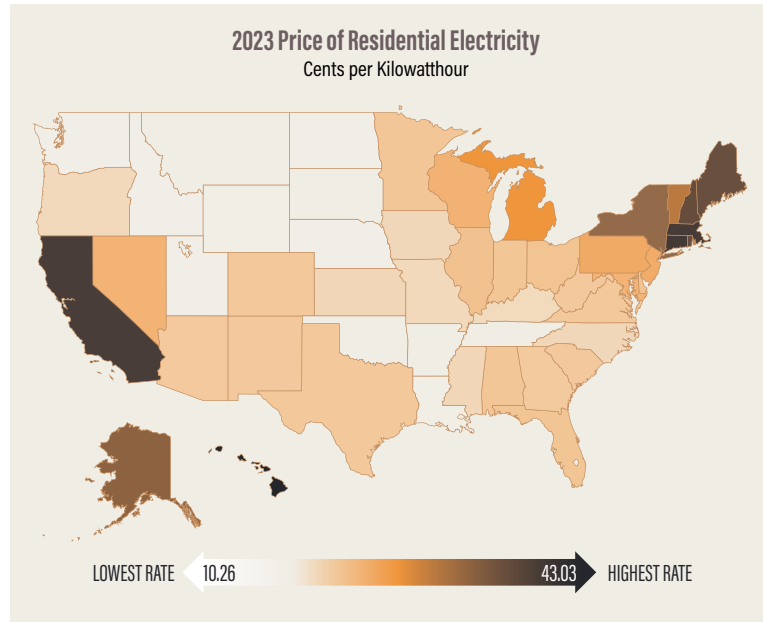 2023 Price of Residential Electricity
Cents per Kilowatthour
LOWEST RATE 10.26 43.03 HIGHEST RATE